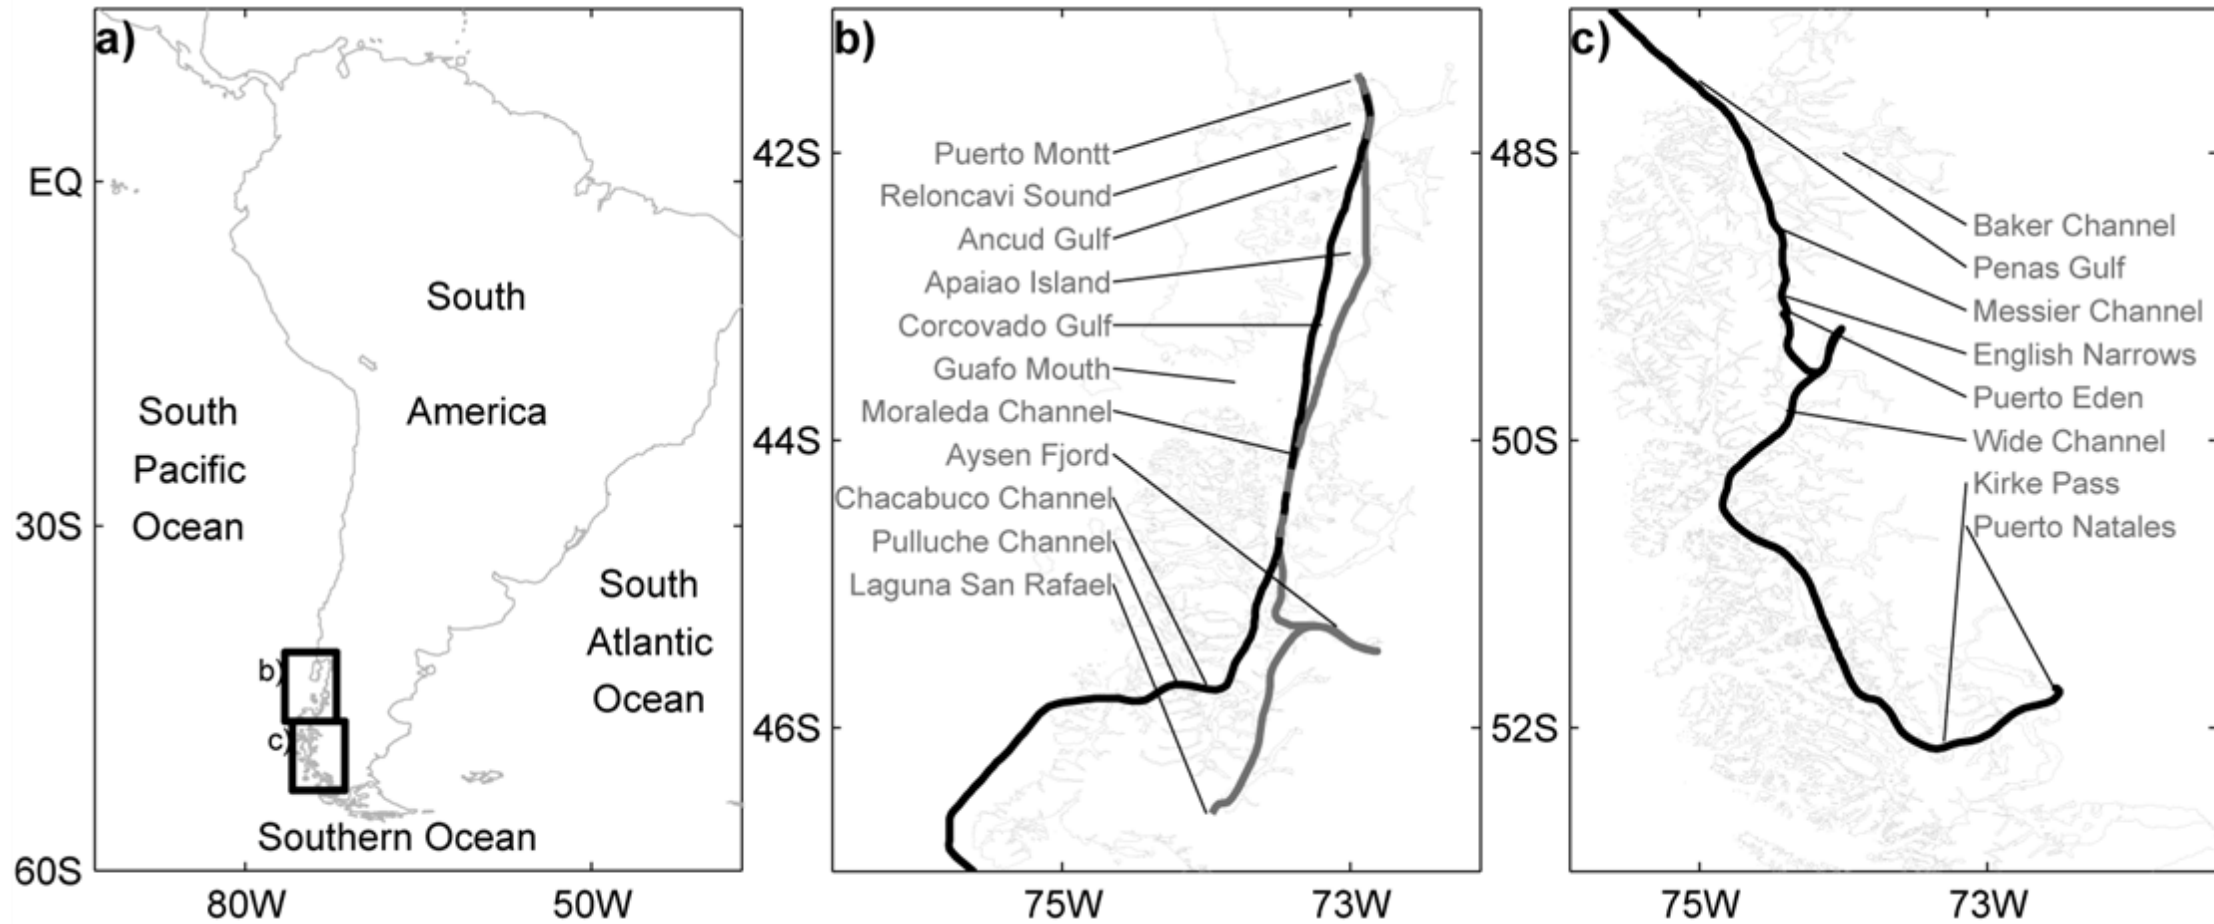 a)
EQ
30S
60S
80W
50W
South
America
South
Pacific
Ocean
South
Atlantic
Ocean
Southern Ocean
b)
c)
b)
42S
44S
46S
75W
73W
Puerto Montt
Reloncavi Sound
Ancud Gulf
Apaiao Island
Corcovado Gulf
Guafo Mouth
Moraleda Channel
Aysen Fjord
Chacabuco Channel
Pulluche Channel
Laguna San Rafael
c)
48S
50S
52S
75W
73W
Baker Channel
Penas Gulf
Messier Channel
English Narrows
Puerto Eden
Wide Channel
Kirke Pass
Puerto Natales